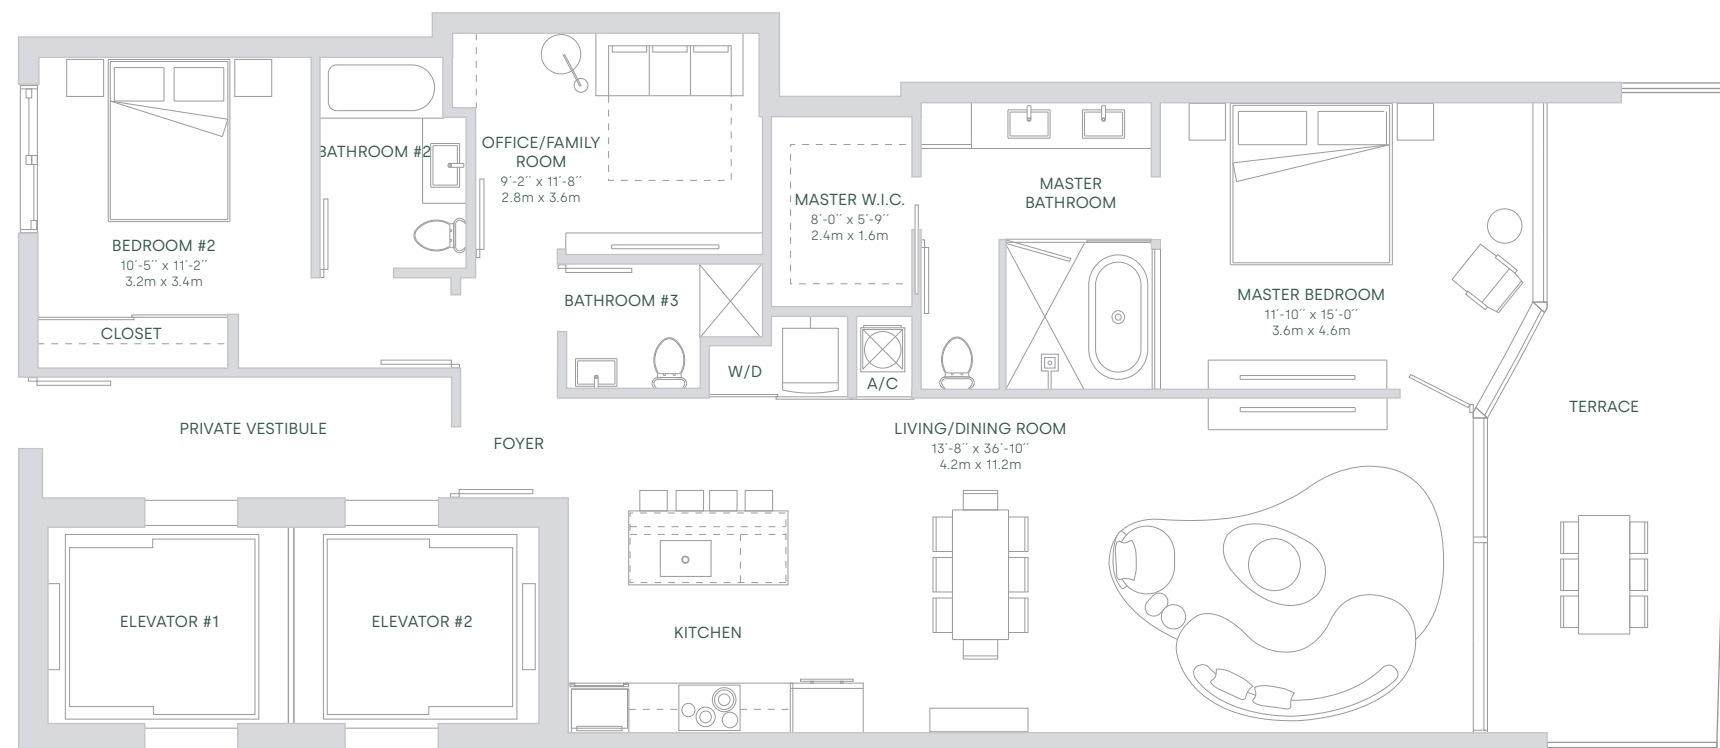 BATHROOM #2
OFFICE/FAMILY
ROOM
9´-2´´ x 11´-8´´
2.8m x 3.6m
MASTER W.I.C.
8´-0´´ x 5´-9´´
2.4m x 1.6m
MASTER
BATHROOM
BEDROOM #2
10´-5´´ x 11´-2´´
3.2m x 3.4m
CLOSET
BATHROOM #3
MASTER BEDROOM
11´-10´´ x 15´-0´´
3.6m x 4.6m
W/D
A/C
TERRACE
PRIVATE VESTIBULE
FOYER
LIVING/DINING ROOM
13´-8´´ x 36´-10´´
4.2m x 11.2m
ELEVATOR #1
ELEVATOR #2
KITCHEN